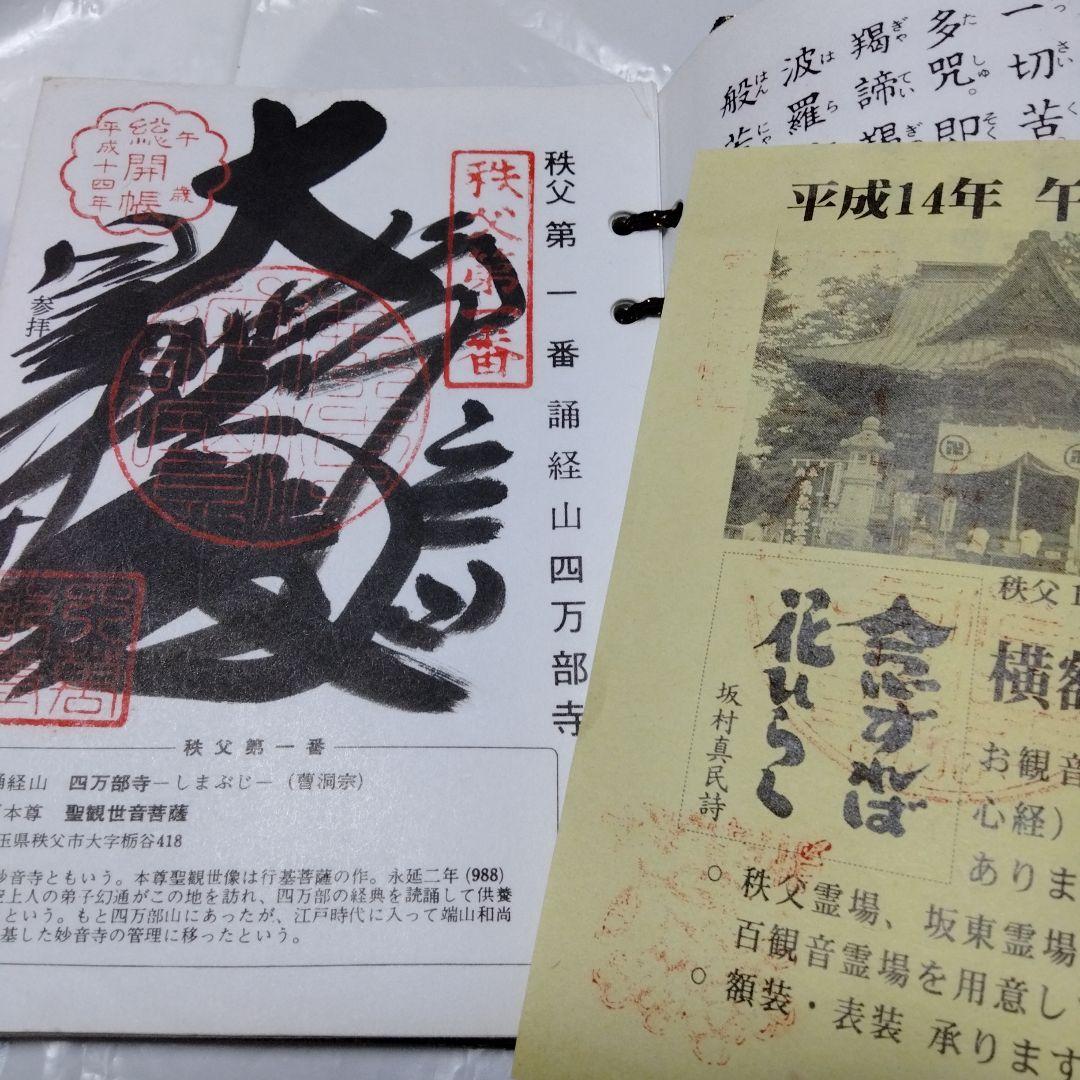 午歳
総開帳
平成十四年
参拝
大
秩父第一番
秩父第一番 誦経山四万部寺
秩父第一番
誦経山 四万部寺－しまぶじ－(曹洞宗)
本尊 聖観世音菩薩
玉県秩父市大字栃谷418
妙音寺ともいう。本尊聖観世像は行基菩薩の作。永延二年(988)
空上人の弟子幻通がこの地を訪れ、四万部の経典を読誦して供養
という。もと四万部山にあったが、江戸時代に入って端山和尚
基した妙音寺の管理に移ったという。
一切苦
多呪。即
羯諦羯
波羅
般若
平成14年 午
秩父
念ずれば
花ひらく
坂村真民詩
横額
お観音
心経)
ありま
○ 秩父霊場、坂東霊場
百観音霊場を用意し
○ 額装・表装 承ります